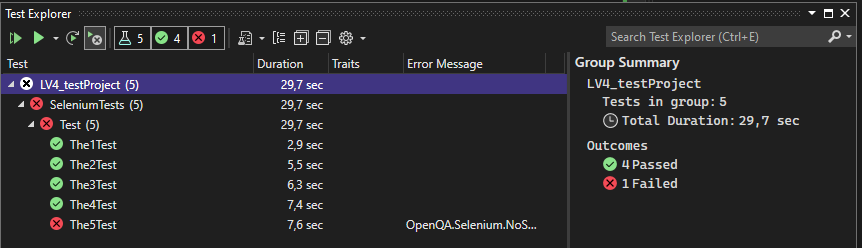 Test Explorer
5 4 1
Search Test Explorer (Ctrl+E)
Test Duration Traits Error Message
LV4_testProject (5) 29,7 sec
SeleniumTests (5) 29,7 sec
Test (5) 29,7 sec
The1Test 2,9 sec
The2Test 5,5 sec
The3Test 6,3 sec
The4Test 7,4 sec
The5Test 7,6 sec OpenQA.Selenium.NoS...
Group Summary
LV4_testProject
Tests in group: 5
Total Duration: 29,7 sec
Outcomes
4 Passed
1 Failed